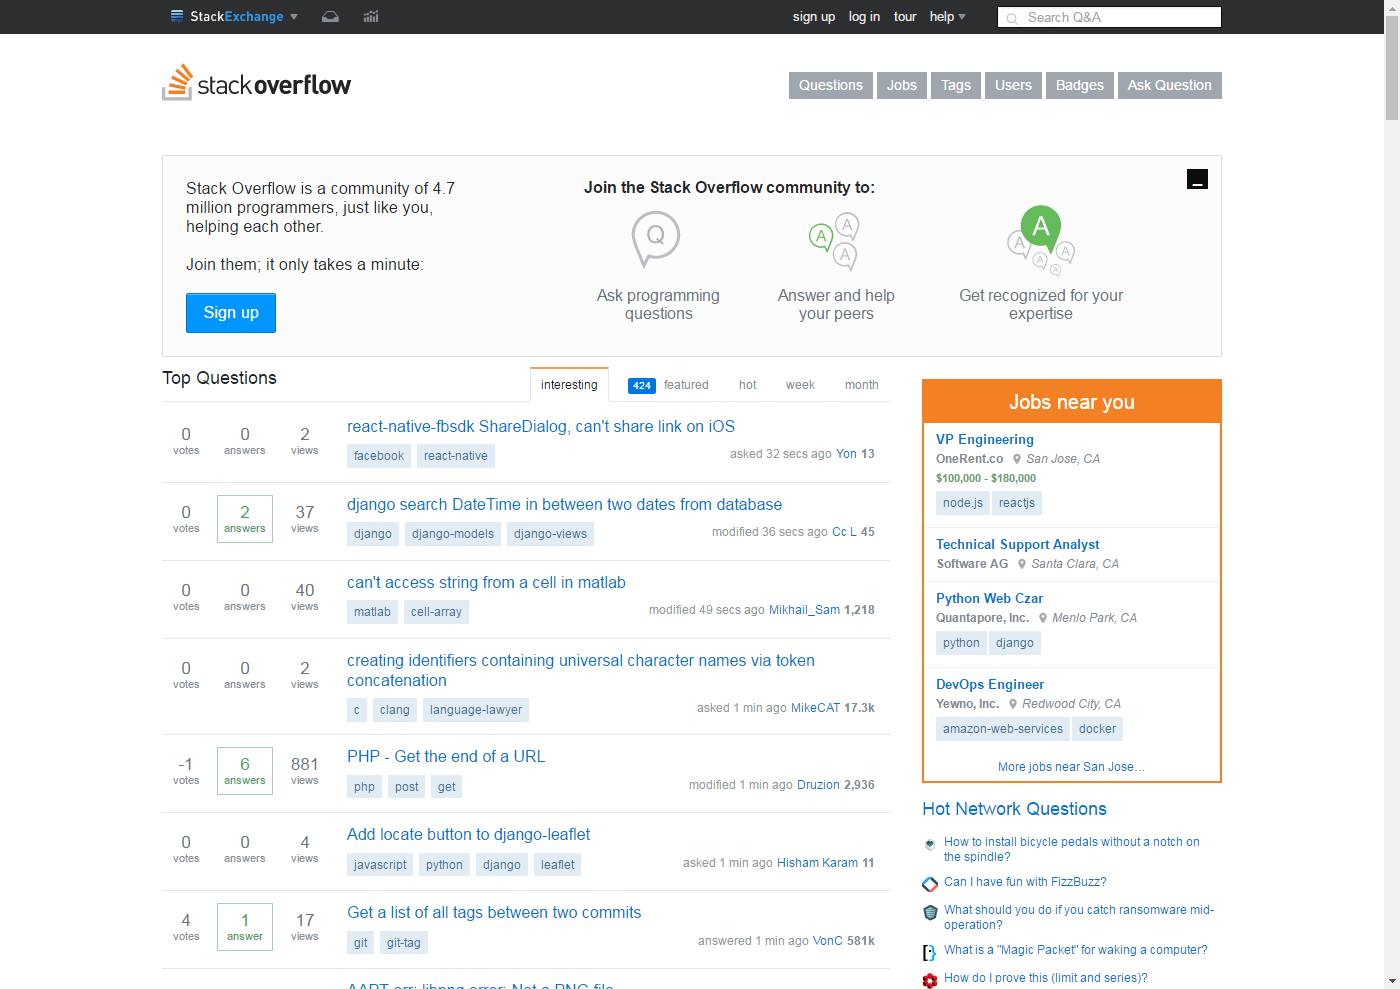 StackExchange
sign up log in tour help
Search Q&A
stackoverflow
Questions Jobs Tags Users Badges Ask Question
Stack Overflow is a community of 4.7
million programmers, just like you,
helping each other.
Join them; it only takes a minute:
Sign up
Join the Stack Overflow community to:
Q
A A A
A A A A A
Ask programming
questions
Answer and help
your peers
Get recognized for your
expertise
Top Questions
interesting 424 featured hot week month
0 votes 0 answers 2 views
react-native-fbsdk ShareDialog, can't share link on iOS
facebook react-native
asked 32 secs ago Yon 13
0 votes 2 answers 37 views
django search DateTime in between two dates from database
django django-models django-views
modified 36 secs ago Cc L 45
0 votes 0 answers 40 views
can't access string from a cell in matlab
matlab cell-array
modified 49 secs ago Mikhail_Sam 1,218
0 votes 0 answers 2 views
creating identifiers containing universal character names via token
concatenation
c clang language-lawyer
asked 1 min ago MikeCAT 17.3k
-1 votes 6 answers 881 views
PHP - Get the end of a URL
php post get
modified 1 min ago Druzion 2,936
0 votes 0 answers 4 views
Add locate button to django-leaflet
javascript python django leaflet
asked 1 min ago Hisham Karam 11
4 votes 1 answer 17 views
Get a list of all tags between two commits
git git-tag
answered 1 min ago VonC 581k
AAPT err: libpng error: Not a PNG file
Jobs near you
VP Engineering
OneRent.co San Jose, CA
$100,000 - $180,000
node.js reactjs
Technical Support Analyst
Software AG Santa Clara, CA
Python Web Czar
Quantapore, Inc. Menlo Park, CA
python django
DevOps Engineer
Yewno, Inc. Redwood City, CA
amazon-web-services docker
More jobs near San Jose…
Hot Network Questions
How to install bicycle pedals without a notch on
the spindle?
Can I have fun with FizzBuzz?
What should you do if you catch ransomware mid-
operation?
What is a "Magic Packet" for waking a computer?
How do I prove this (limit and series)?